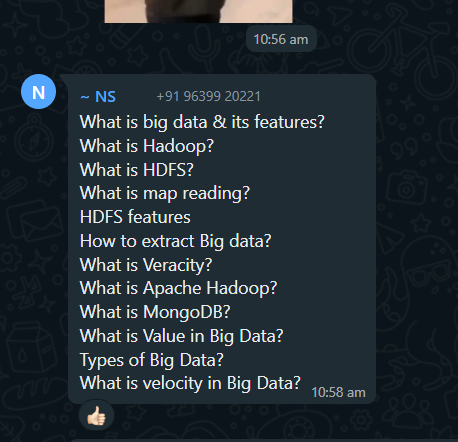 10:56 am
N
~ NS +91 96399 20221
What is big data & its features?
What is Hadoop?
What is HDFS?
What is map reading?
HDFS features
How to extract Big data?
What is Veracity?
What is Apache Hadoop?
What is MongoDB?
What is Value in Big Data?
Types of Big Data?
What is velocity in Big Data? 10:58 am